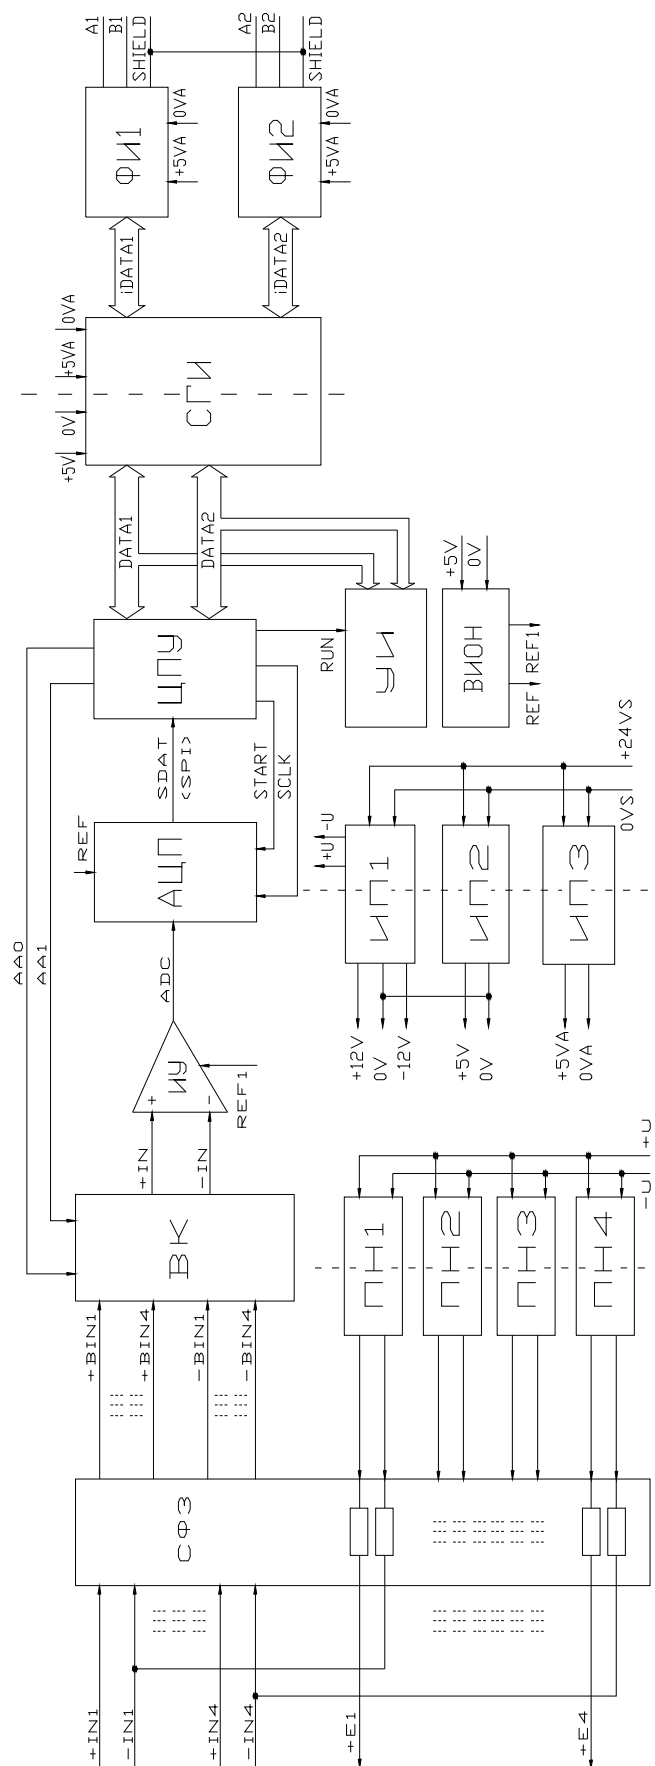 A1
B1
SHIELD
A2
B2
SHIELD
ФИ1
+5VA
0VA
ФИ2
+5VA
0VA
iDATA1
iDATA2
+5V
0V
+5VA
0VA
СГИ
DATA1
DATA2
ЦПУ
RUN
УИ
ВИОН
+5V
0V
REF
REF1
SDAT
<SPI>
START
SCLK
REF
АЦП
AA0
AA1
ADC
ИУ
+
-
REF1
+IN
-IN
ВК
+U
-U
ИП1
ИП2
ИП3
+24VS
0VS
+12V
0V
-12V
+5V
0V
+5VA
0VA
+BIN1
+BIN4
-BIN1
-BIN4
ПН1
ПН2
ПН3
ПН4
+U
-U
СФЗ
+IN1
-IN1
+IN4
-IN4
+E1
+E4